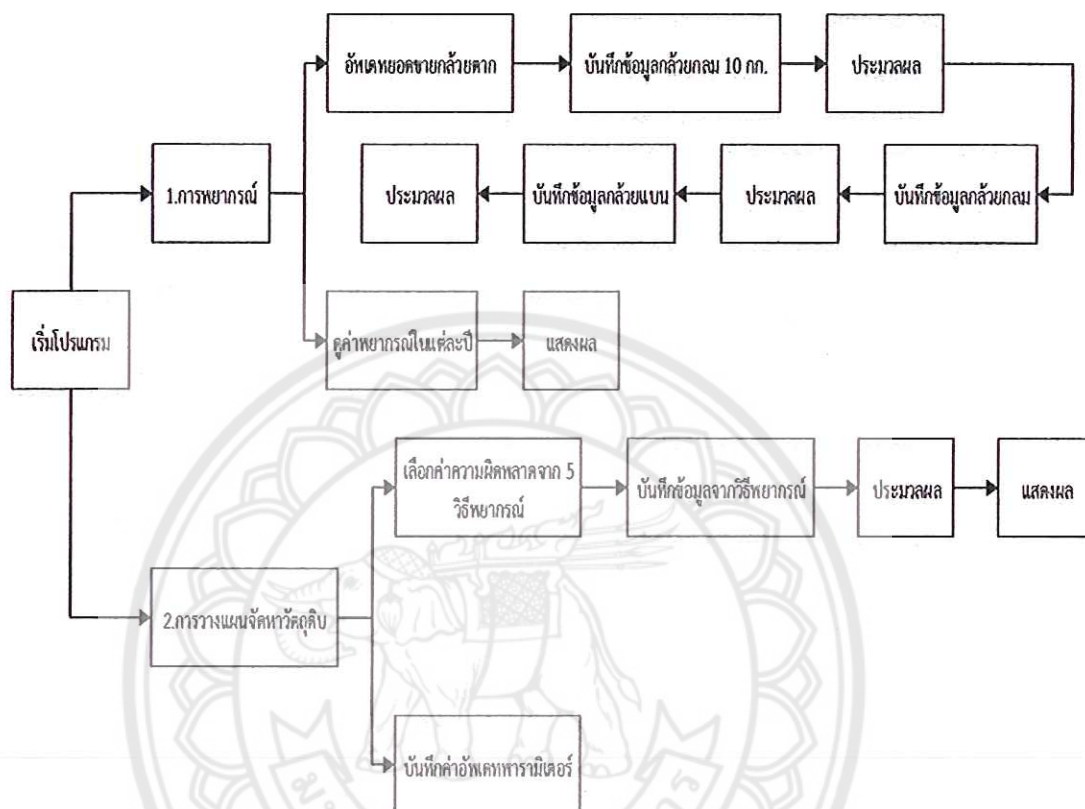 อัพเดทยอดขายกล้วยตาก
บันทึกข้อมูลกล้วยกลม 10 กก.
ประมวลผล
1.การพยากรณ์
ประมวลผล
บันทึกข้อมูลกล้วยแบน
ประมวลผล
บันทึกข้อมูลกล้วยกลม
เริ่มโปรแกรม
ดูค่าพยากรณ์ในแต่ละปี
แสดงผล
เลือกค่าความผิดพลาดจาก 5
วิธีพยากรณ์
บันทึกข้อมูลจากวิธีพยากรณ์
ประมวลผล
แสดงผล
2.การวางแผนจัดหาวัตถุดิบ
บันทึกค่าอัพเดทพารามิเตอร์